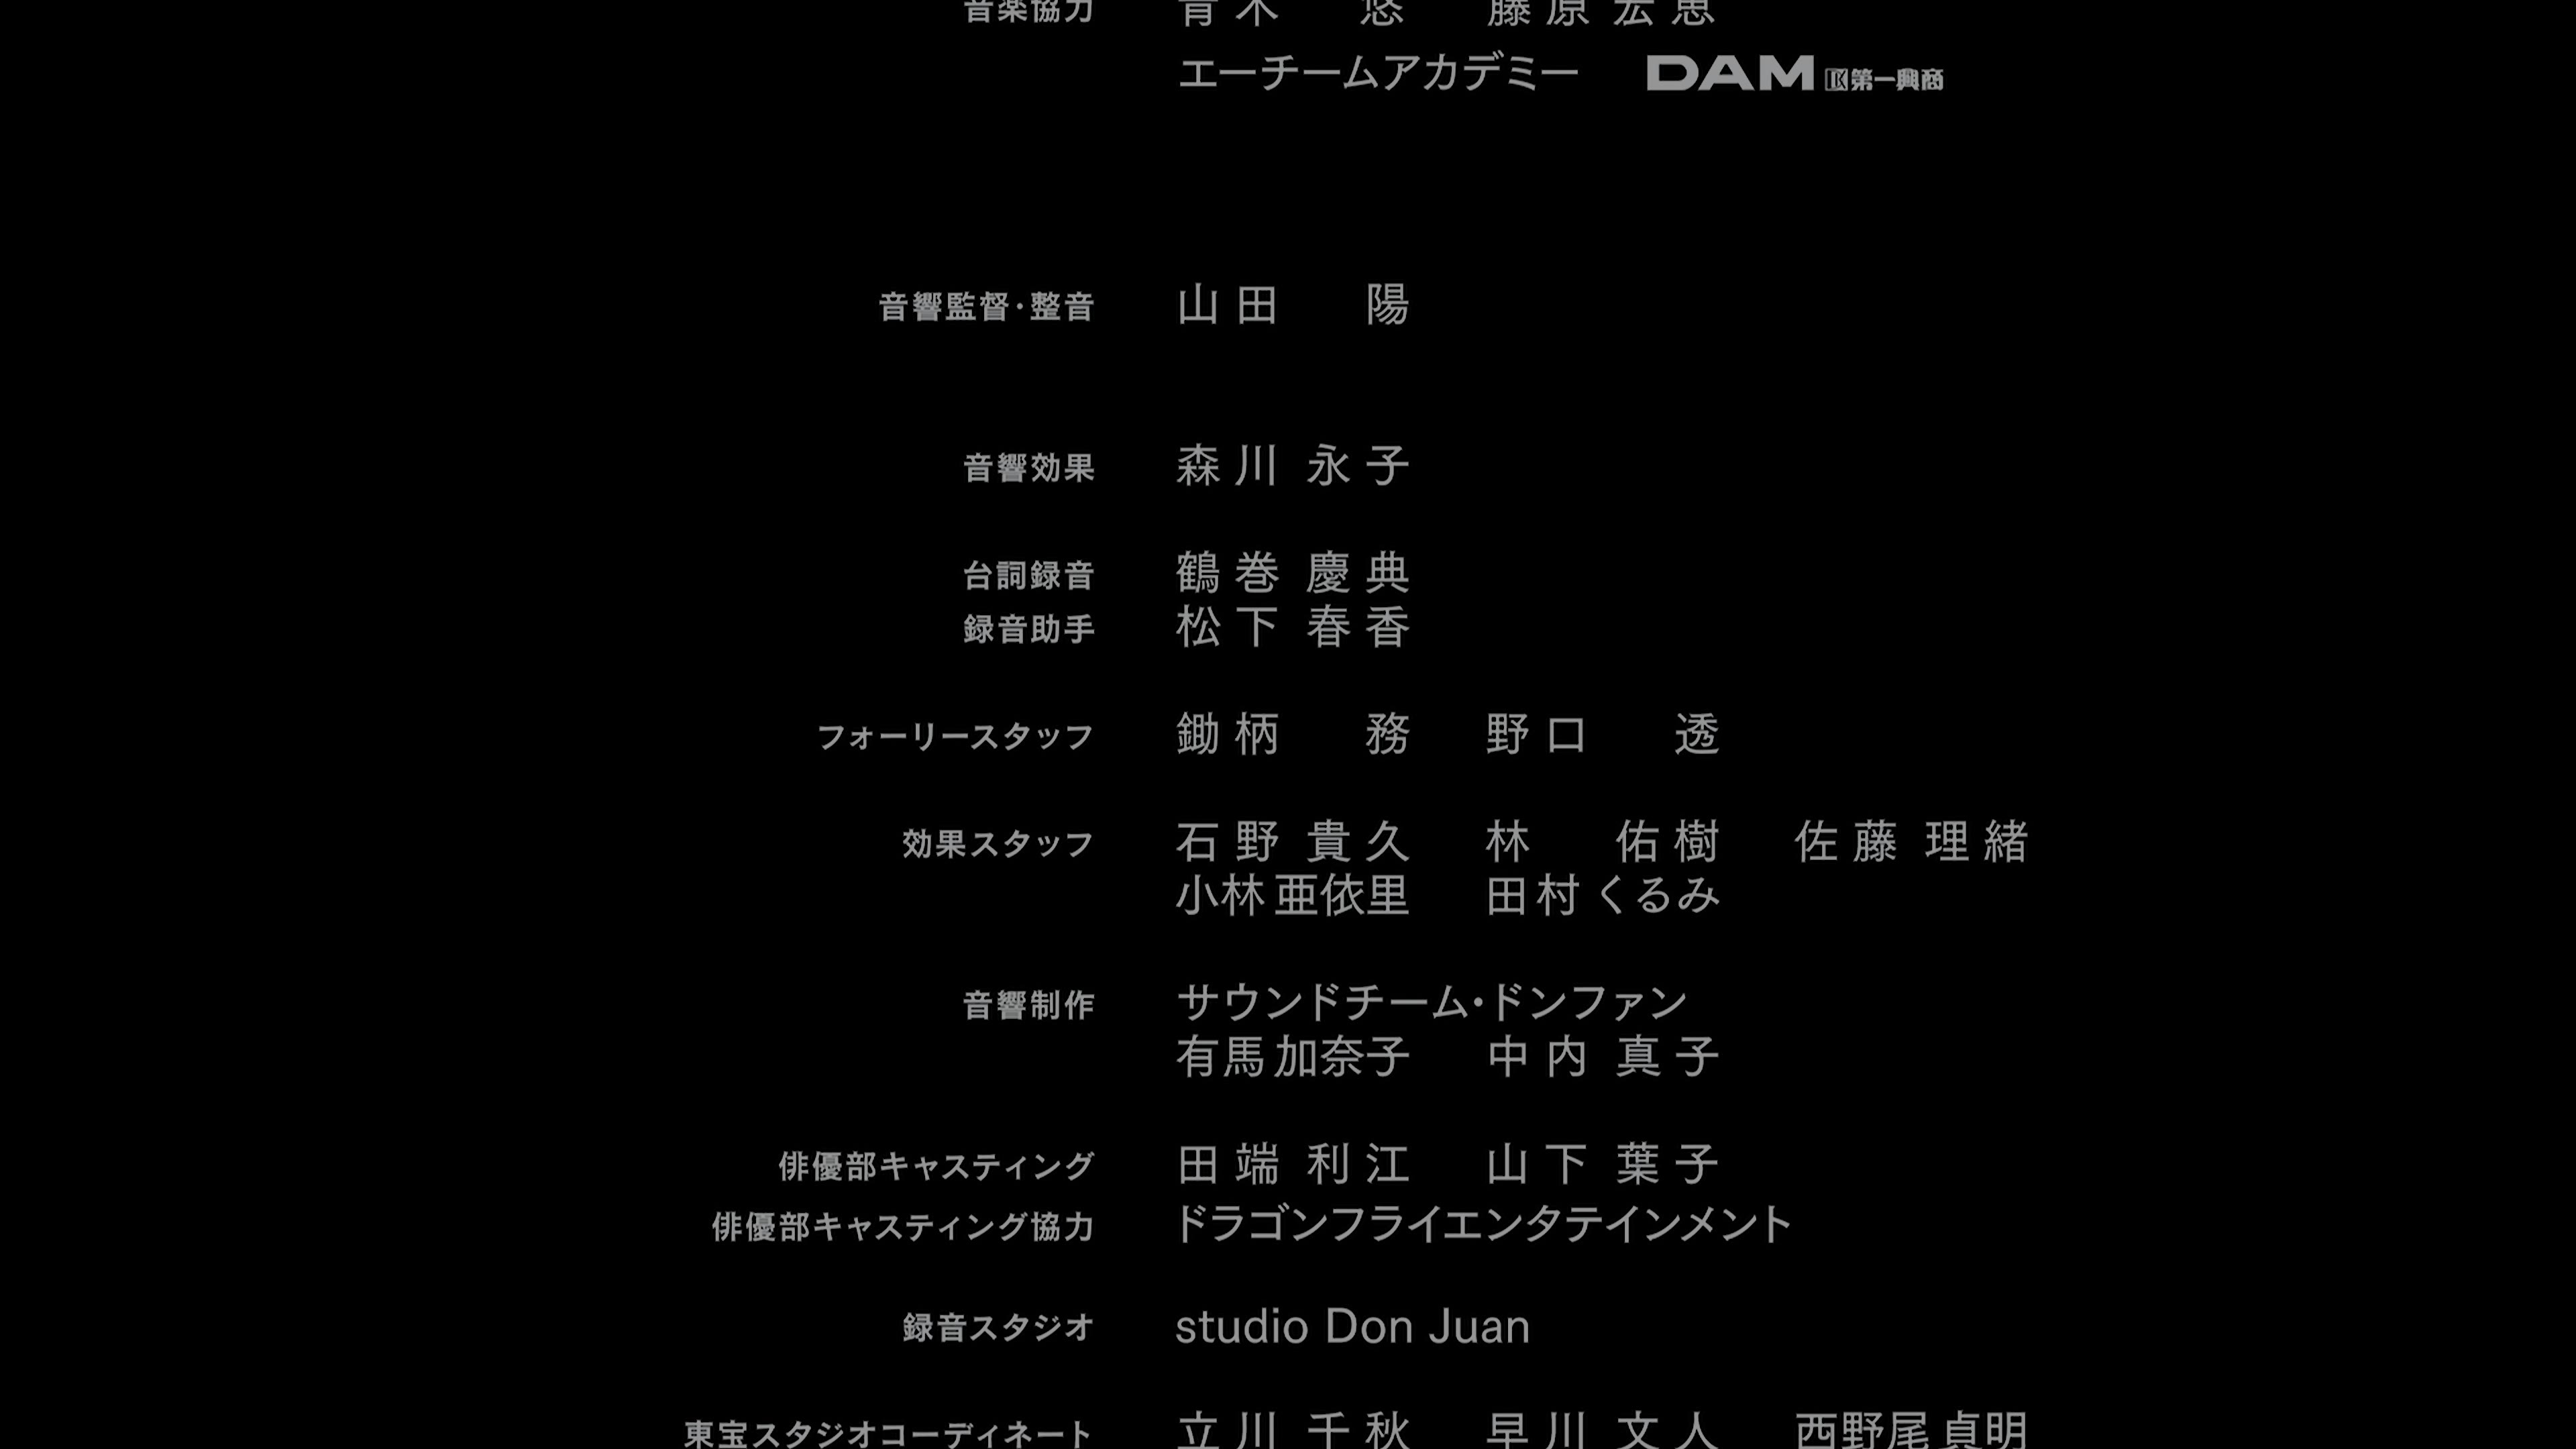 音楽協力 青木 悠 藤原 宏恵
エーチームアカデミー DAM DK第一興商
音響監督・整音 山田 陽
音響効果 森川 永子
台詞録音 鶴巻 慶典
録音助手 松下 春香
フォーリースタッフ 鋤柄 務 野口 透
効果スタッフ 石野 貴久 林 佑樹 佐藤 理緒
小林 亜依里 田村 くるみ
音響制作 サウンドチーム・ドンファン
有馬 加奈子 中内 真子
俳優部キャスティング 田端 利江 山下 葉子
俳優部キャスティング協力 ドラゴンフライエンタテインメント
録音スタジオ studio Don Juan
東宝スタジオコーディネート 立川 千秋 早川 文人 西野尾 貞明